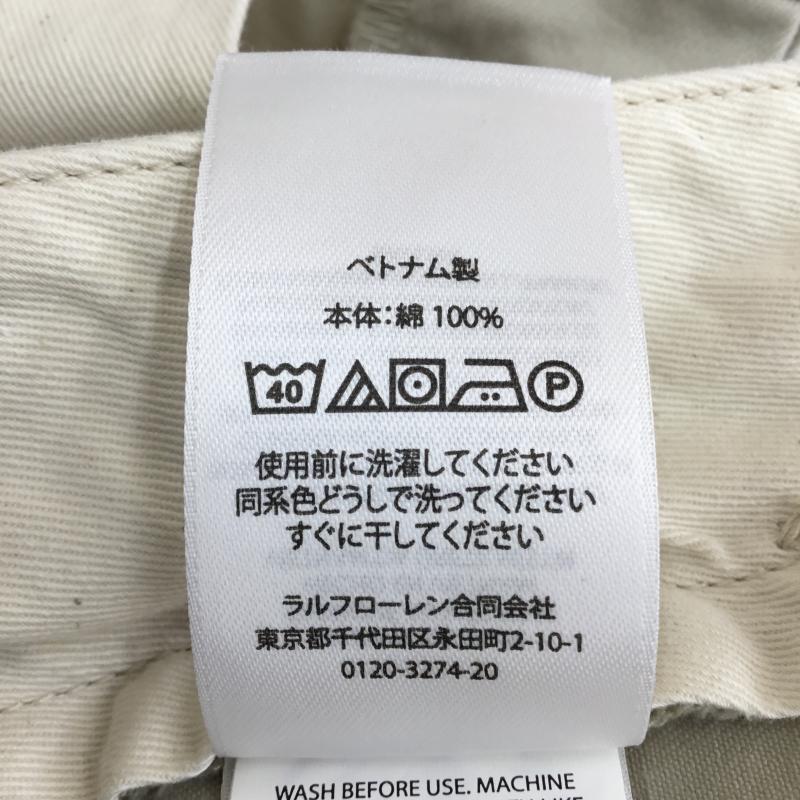 ベトナム製
本体：綿 100%
40 P
使用前に洗濯してください
同系色どうしで洗ってください
すぐに干してください
ラルフローレン合同会社
東京都千代田区永田町2-10-1
0120-3274-20
WASH BEFORE USE. MACHINE